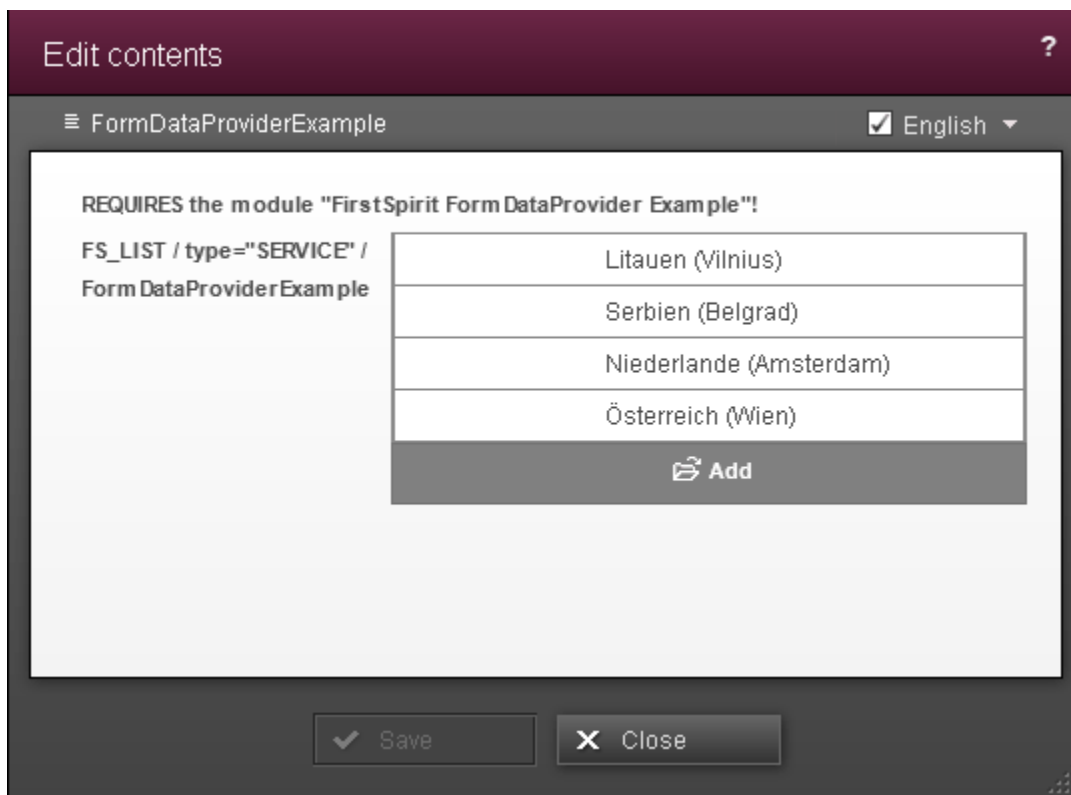 Edit contents ?
FormDataProviderExample English
REQUIRES the module "FirstSpirit FormDataProvider Example"!
FS_LIST / type="SERVICE" /
FormDataProviderExample
Litauen (Vilnius)
Serbien (Belgrad)
Niederlande (Amsterdam)
Österreich (Wien)
Add
Save Close